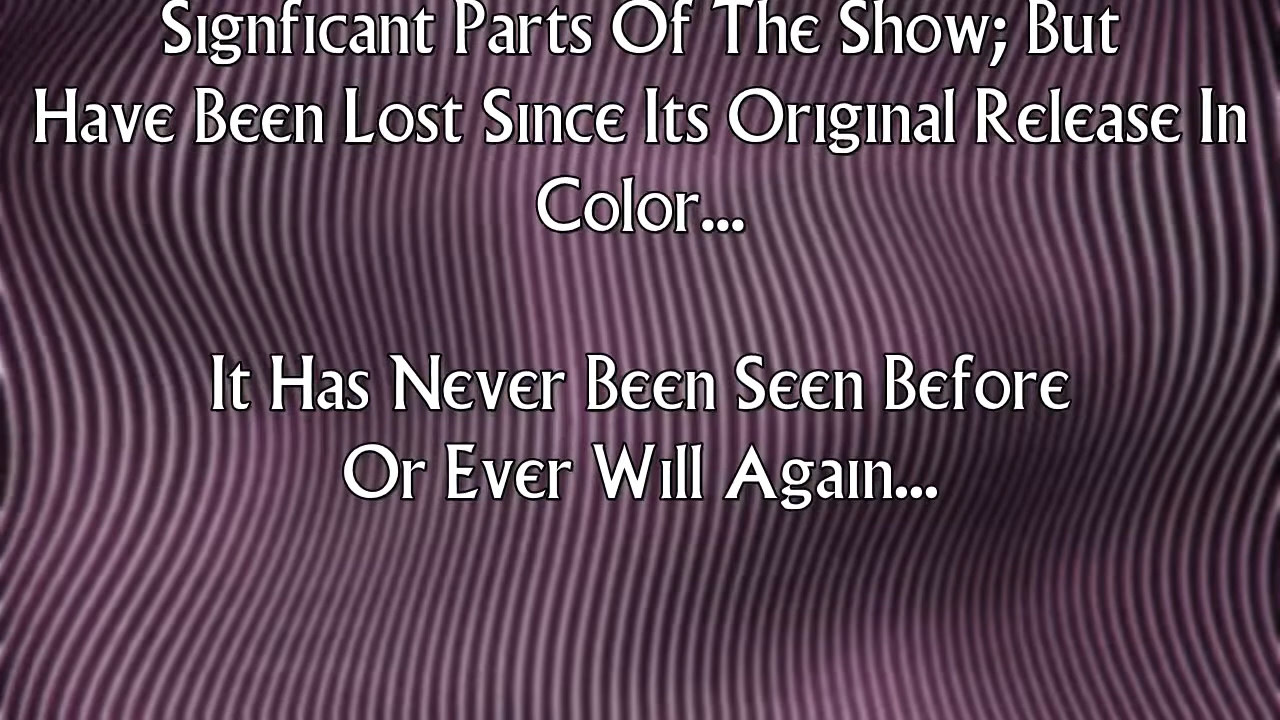 Signficant Parts Of The Show; But
Have Been Lost Since Its Original Release In
Color...
It Has Never Been Seen Before
Or Ever Will Again...